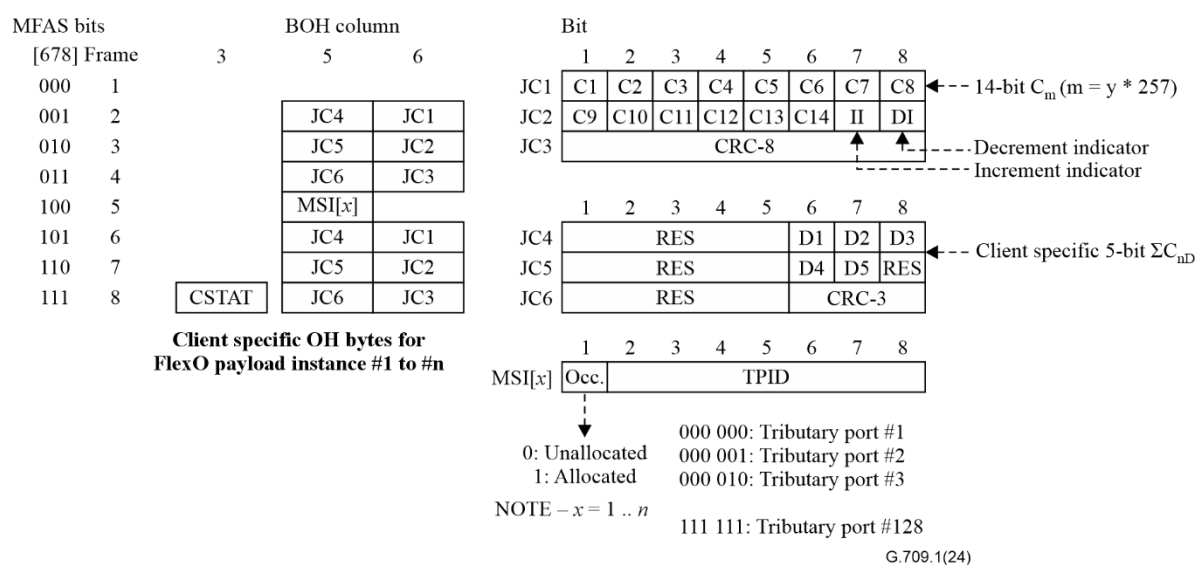 MFAS bits BOH column Bit
[678] Frame 3 5 6 1 2 3 4 5 6 7 8
000 1 JC1 C1 C2 C3 C4 C5 C6 C7 C8 14-bit Cm (m = y * 257)
001 2 JC4 JC1 JC2 C9 C10 C11 C12 C13 C14 II DI
010 3 JC5 JC2 JC3 CRC-8 Decrement indicator
011 4 JC6 JC3 Increment indicator
100 5 MSI[x] 1 2 3 4 5 6 7 8
101 6 JC4 JC1 JC4 RES D1 D2 D3 Client specific 5-bit ΣCnD
110 7 JC5 JC2 JC5 RES D4 D5 RES
111 8 CSTAT JC6 JC3 JC6 RES CRC-3
Client specific OH bytes for
FlexO payload instance #1 to #n
1 2 3 4 5 6 7 8
MSI[x] Occ. TPID
0: Unallocated
1: Allocated
NOTE – x = 1 .. n
000 000: Tributary port #1
000 001: Tributary port #2
000 010: Tributary port #3
111 111: Tributary port #128
G.709.1(24)